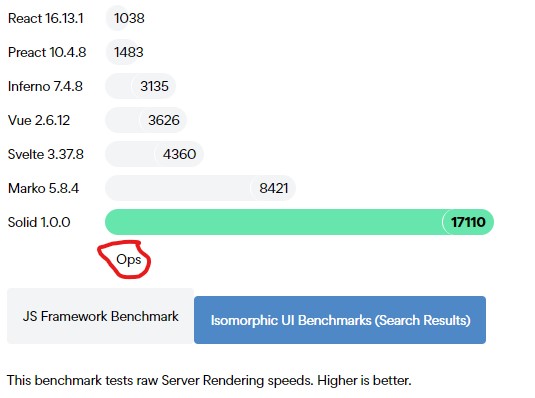 React 16.13.1 1038
Preact 10.4.8 1483
Inferno 7.4.8 3135
Vue 2.6.12 3626
Svelte 3.37.8 4360
Marko 5.8.4 8421
Solid 1.0.0 17110
Ops
JS Framework Benchmark
Isomorphic UI Benchmarks (Search Results)
This benchmark tests raw Server Rendering speeds. Higher is better.